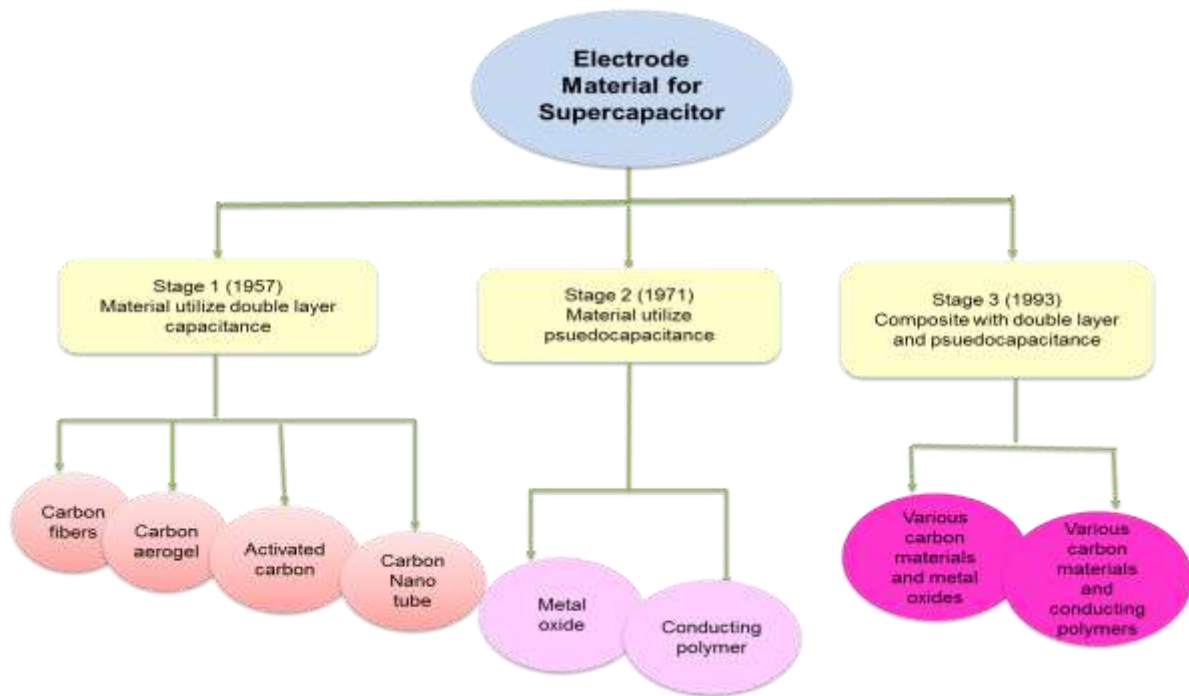 Electrode
Material for
Supercapacitor
Stage 1 (1957)
Material utilize double layer
capacitance
Stage 2 (1971)
Material utilize
psuedocapacitance
Stage 3 (1993)
Composite with double layer
and psuedocapacitance
Carbon
fibers
Carbon
aerogel
Activated
carbon
Carbon
Nano
tube
Metal
oxide
Conducting
polymer
Various
carbon
materials
and metal
oxides
Various
carbon
materials
and
conducting
polymers